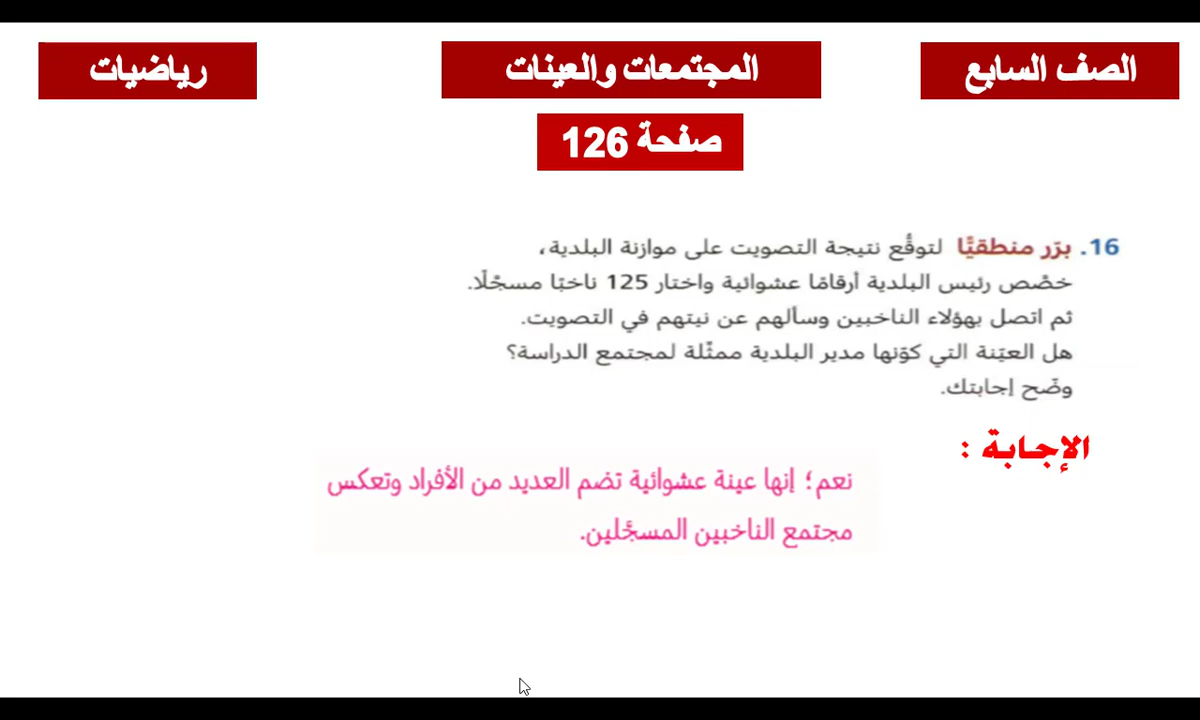 الصف السابع
المجتمعات والعينات
رياضيات
صفحة 126
16. برّر منطقيًّا لتوقُّع نتيجة التصويت على موازنة البلدية،
خصّص رئيس البلدية أرقامًا عشوائية واختار 125 ناخبًا مسجّلًا.
ثم اتصل بهؤلاء الناخبين وسألهم عن نيتهم في التصويت.
هل العيّنة التي كوّنها مدير البلدية ممثّلة لمجتمع الدراسة؟
وضّح إجابتك.
الإجابة :
نعم؛ إنها عينة عشوائية تضم العديد من الأفراد وتعكس
مجتمع الناخبين المسجَّلين.